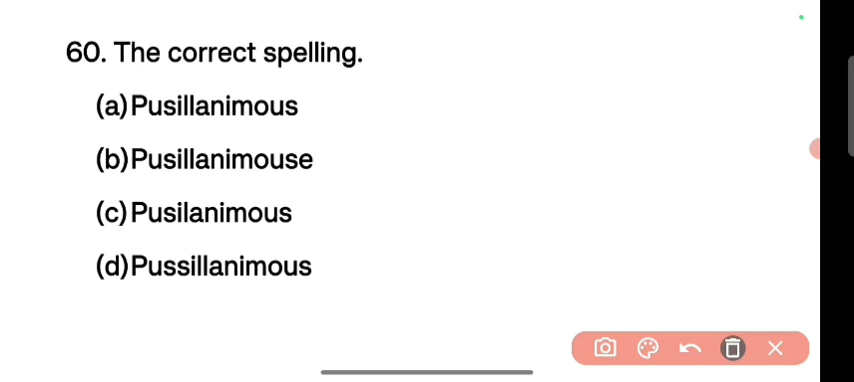 60. The correct spelling.
(a) Pusillanimous
(b) Pusillanimouse
(c) Pusilanimous
(d) Pussillanimous